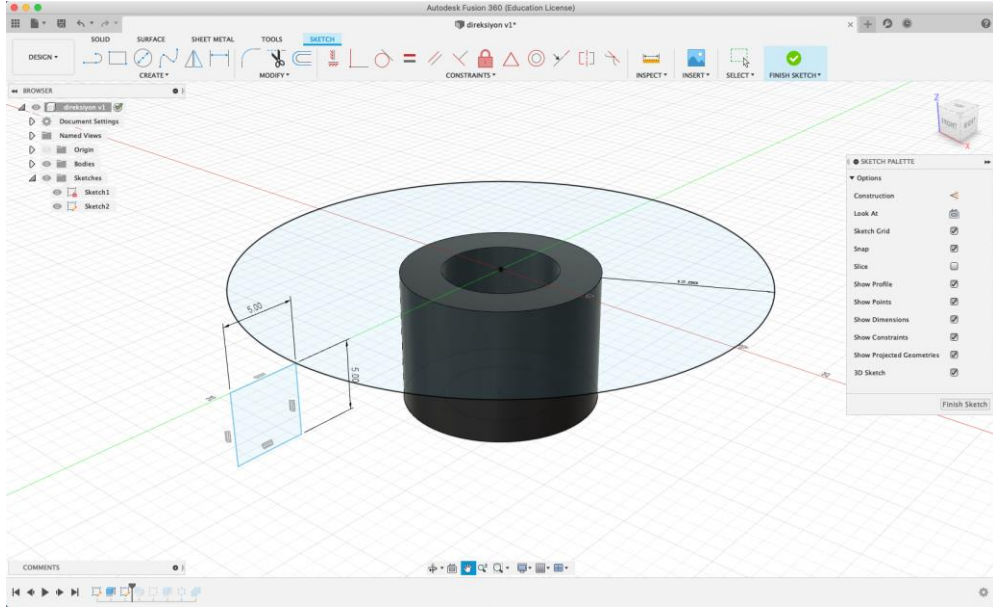 Autodesk Fusion 360 (Education License)
direksiyon v1*
SOLID SURFACE SHEET METAL TOOLS SKETCH
DESIGN
CREATE MODIFY CONSTRAINTS INSPECT INSERT SELECT FINISH SKETCH
BROWSER
direksiyon v1
Document Settings
Named Views
Origin
Bodies
Sketches
Sketch1
Sketch2
Z
FRONT RIGHT
X
SKETCH PALETTE
Options
Construction
Look At
Sketch Grid
Snap
Slice
Show Profile
Show Points
Show Dimensions
Show Constraints
Show Projected Geometries
3D Sketch
Finish Sketch
5.00
5.00
COMMENTS